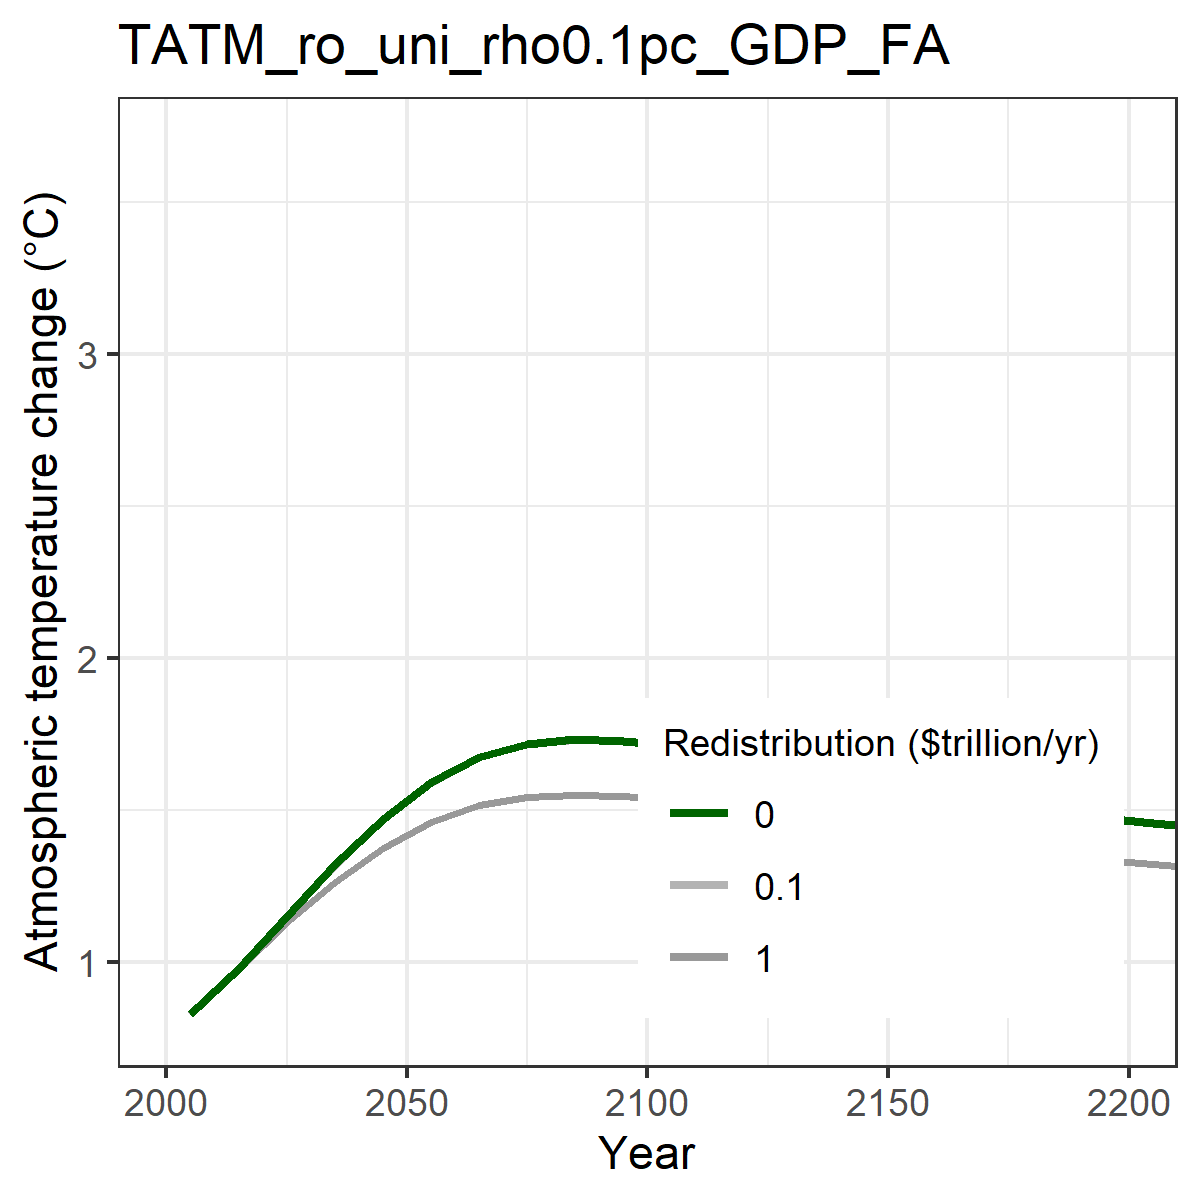 TATM_ro_uni_rho0.1pc_GDP_FA
Atmospheric temperature change (°C)
3
2
1
Redistribution ($trillion/yr)
0
0.1
1
2000 2050 2100 2150 2200
Year